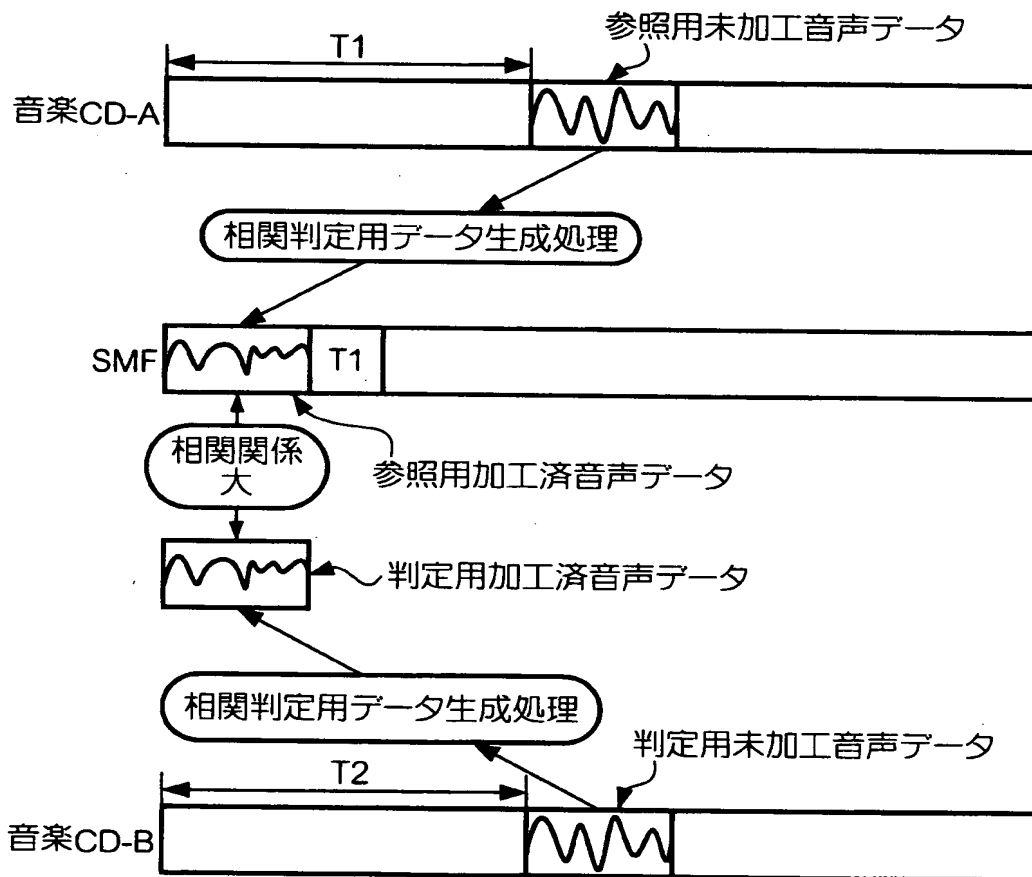 T1
参照用未加工音声データ
音楽CD-A
相関判定用データ生成処理
SMF
T1
相関関係
大
参照用加工済音声データ
判定用加工済音声データ
相関判定用データ生成処理
判定用未加工音声データ
T2
音楽CD-B